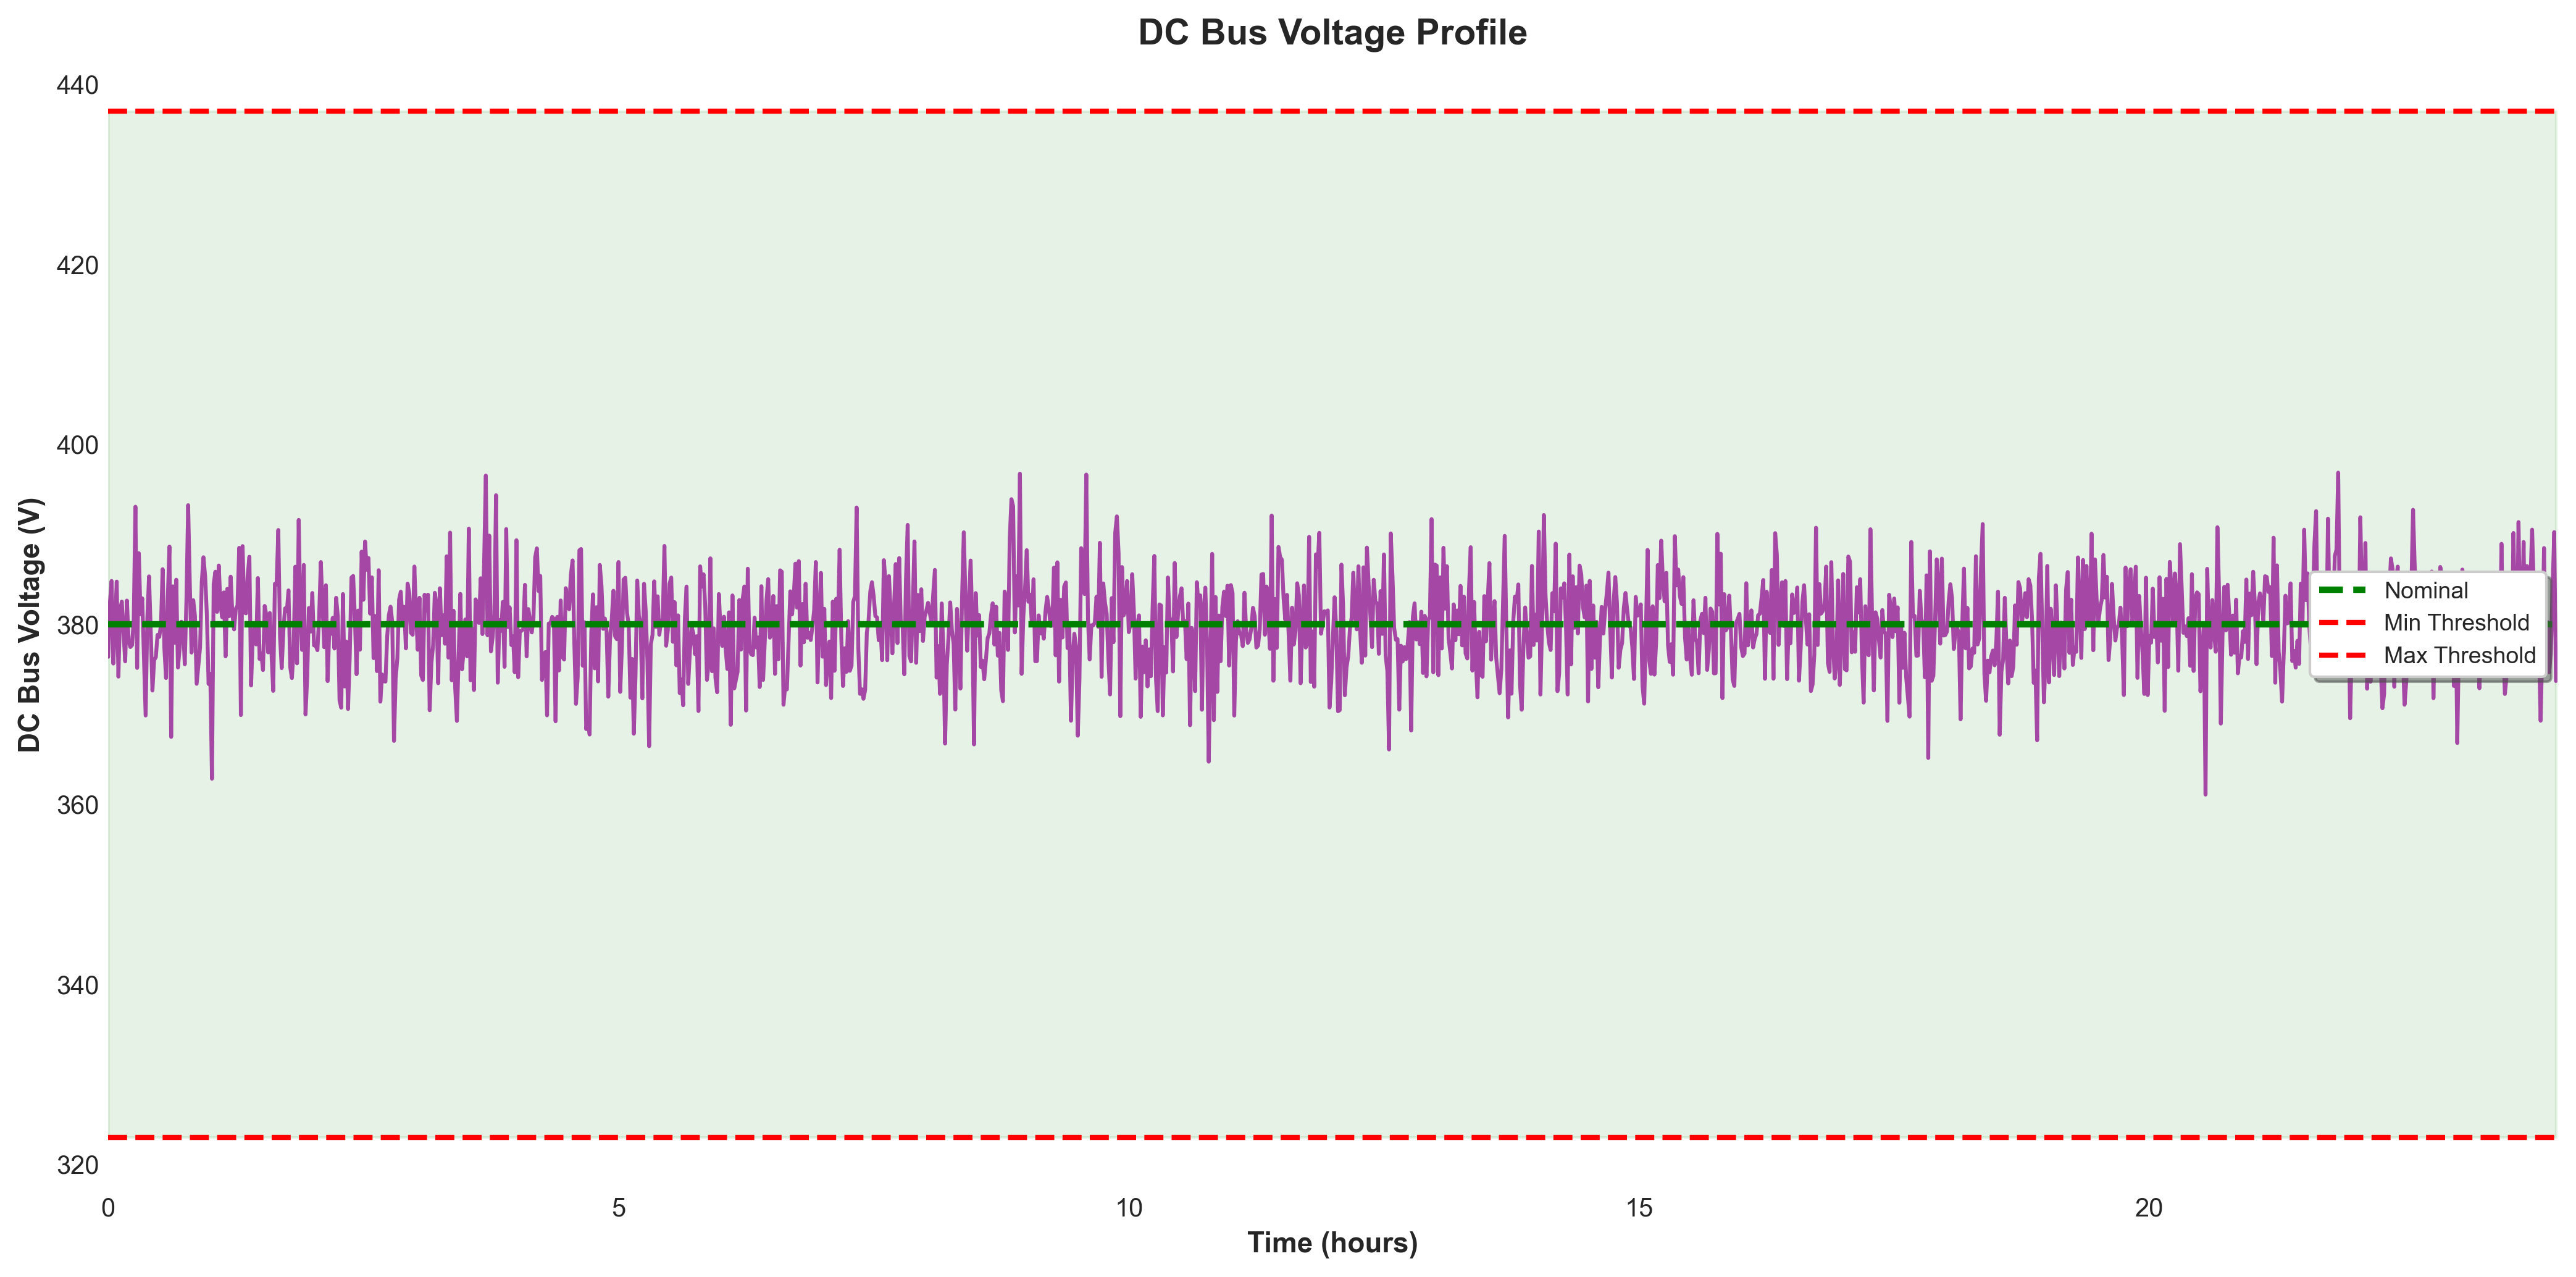 DC Bus Voltage Profile
DC Bus Voltage (V)
440
420
400
380
360
340
320
Nominal
Min Threshold
Max Threshold
0 5 10 15 20
Time (hours)